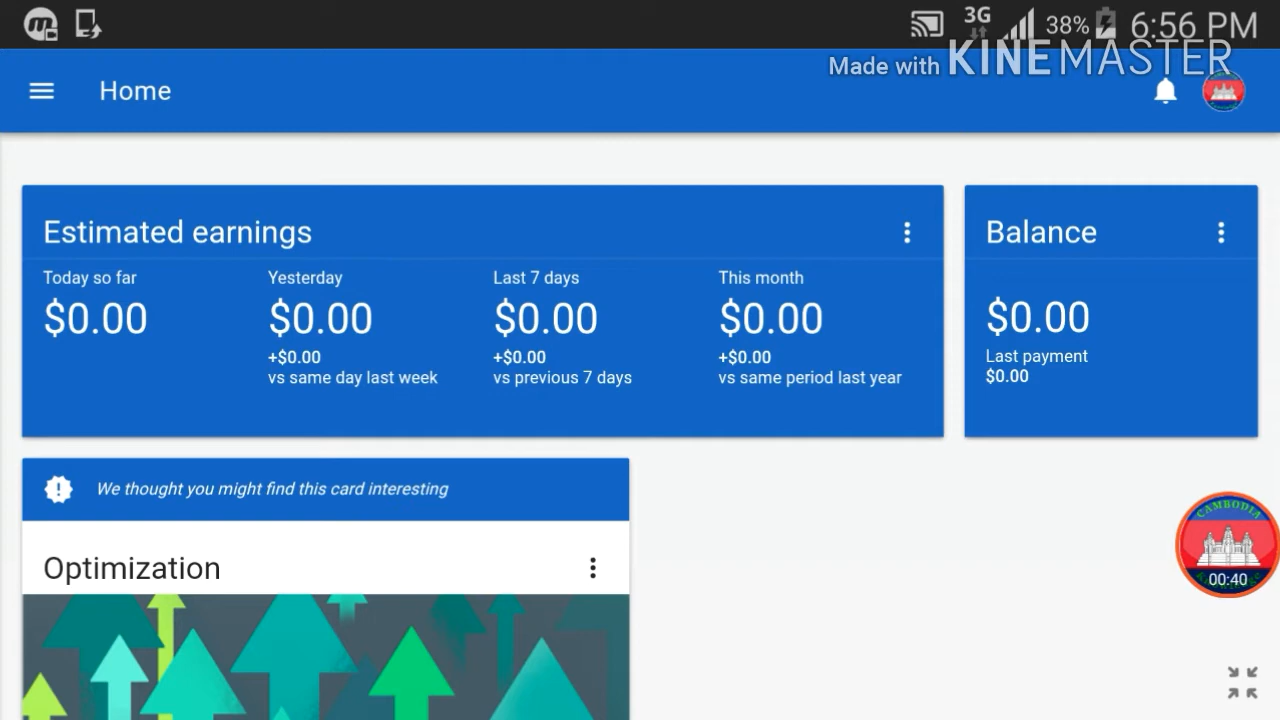 3G
38%
6:56 PM
Made with KINEMASTER
Home
Estimated earnings
Balance
Today so far
Yesterday
Last 7 days
This month
$0.00
$0.00
$0.00
$0.00
$0.00
+$0.00
+$0.00
+$0.00
Last payment
vs same day last week
vs previous 7 days
vs same period last year
$0.00
We thought you might find this card interesting
CAMBODIA
00:40
Optimization